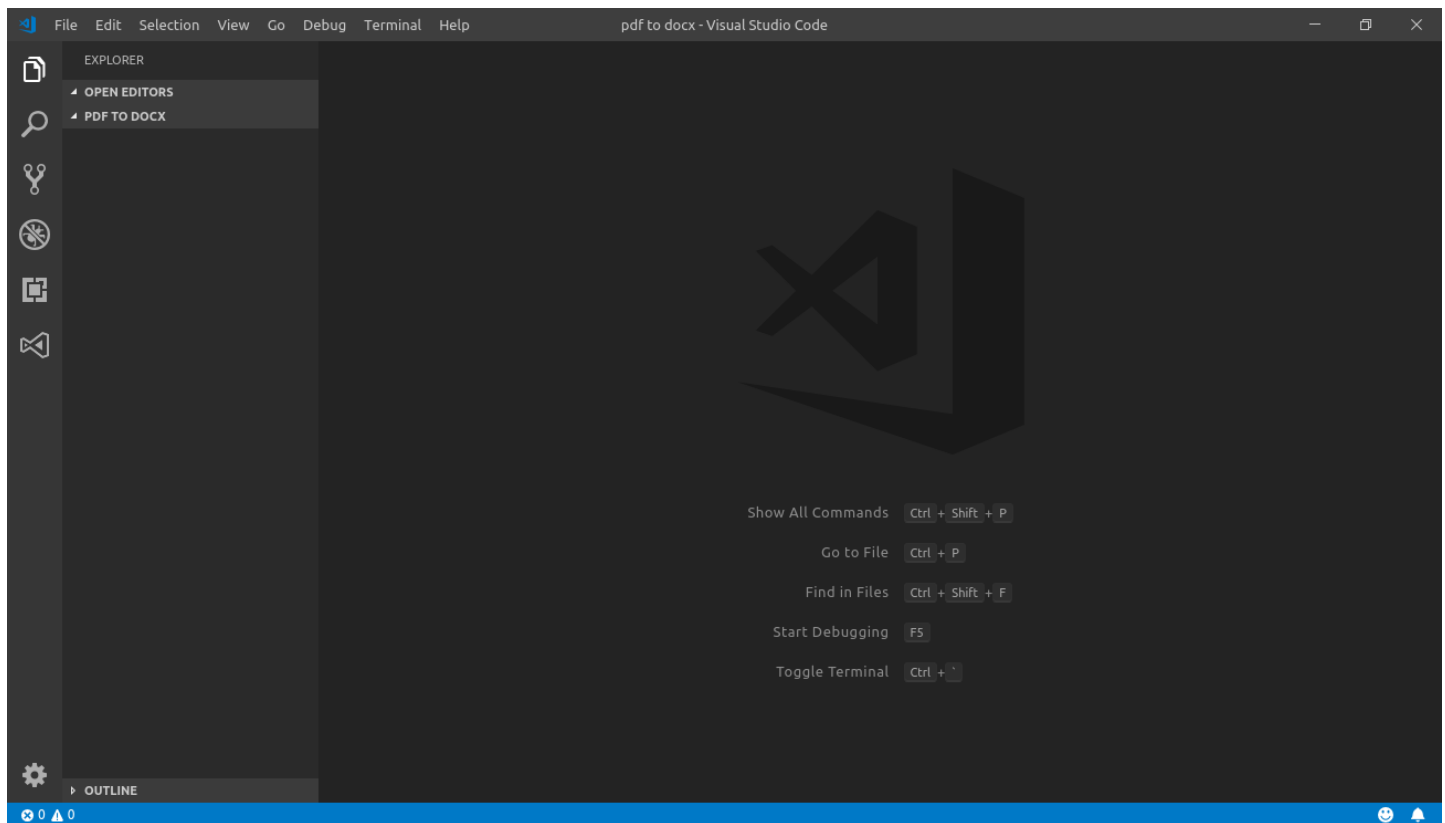 File Edit Selection View Go Debug Terminal Help pdf to docx - Visual Studio Code
EXPLORER
OPEN EDITORS
PDF TO DOCX
Show All Commands Ctrl + Shift + P
Go to File Ctrl + P
Find in Files Ctrl + Shift + F
Start Debugging F5
Toggle Terminal Ctrl + `
OUTLINE
0 0